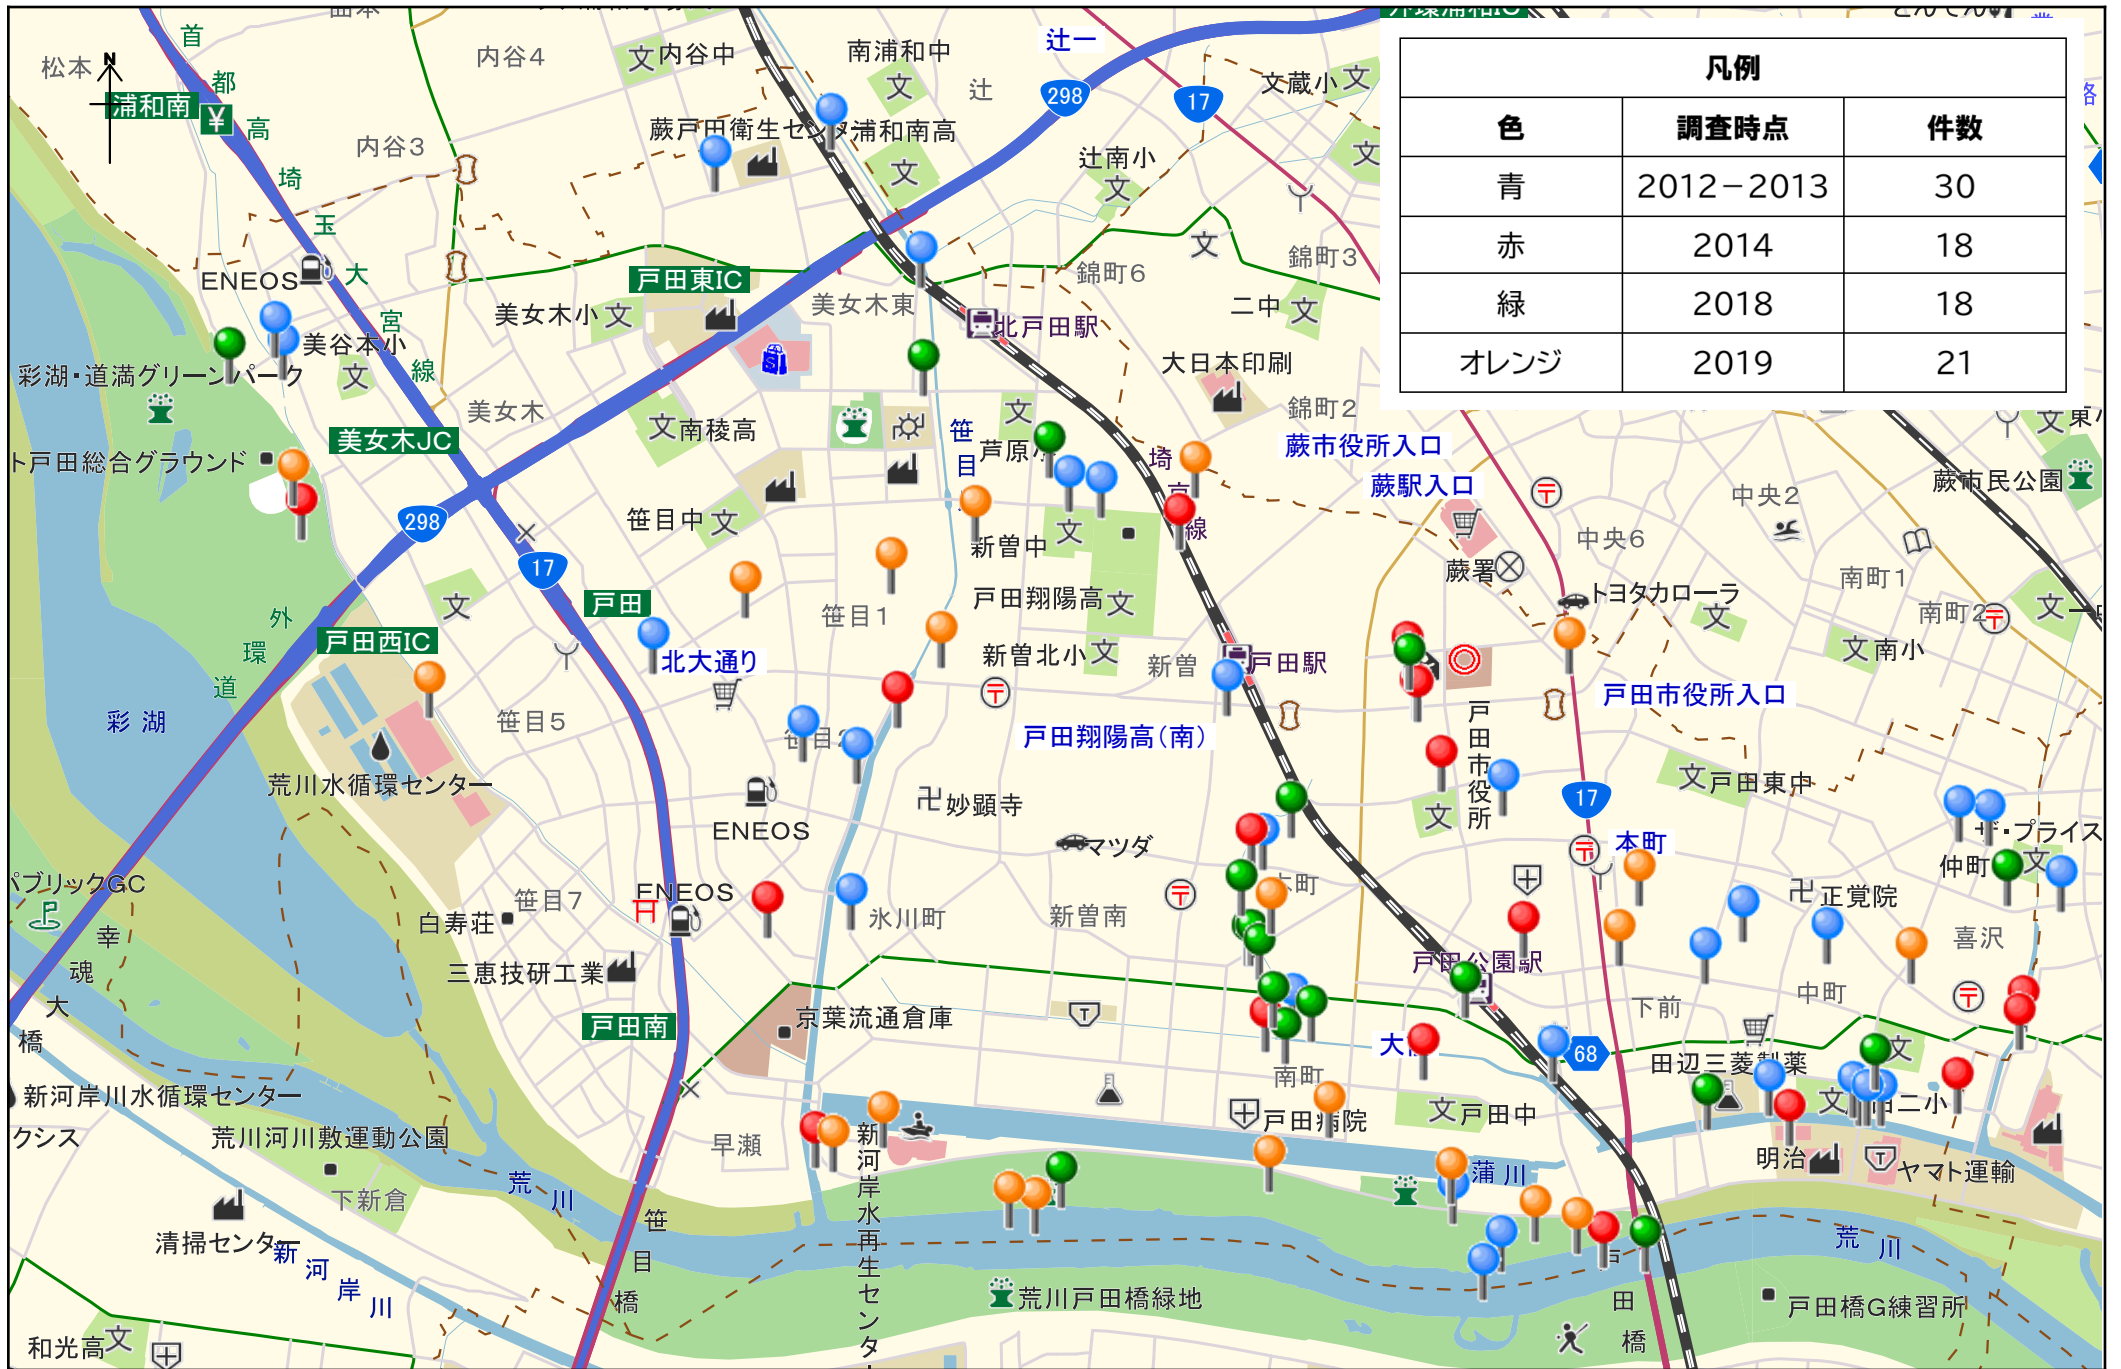 凡例
色 調査時点 件数
青 2012－2013 30
赤 2014 18
緑 2018 18
オレンジ 2019 21
N
松本
首都高埼玉大宮線
浦和南
内谷4
内谷中
南浦和中
辻一
辻
298
17
文蔵小
内谷3
蕨戸田衛生センター
浦和南高
辻南小
ENEOS
戸田東IC
美女木小
美女木東
錦町6
錦町3
二中
北戸田駅
美谷本小
彩湖・道満グリーンパーク
大日本印刷
錦町2
美女木
美女木JC
南稜高
笹目
芦原小
蕨市役所入口
蕨駅入口
中央2
蕨市民公園
ト戸田総合グラウンド
298
17
笹目中
新曽中
中央6
蕨署
トヨタカローラ
南町1
南町2
戸田
戸田翔陽高
外環道
戸田西IC
笹目1
北大通り
新曽北小
新曽
戸田駅
南小
戸田市役所入口
彩湖
笹目5
戸田翔陽高(南)
戸田市役所
荒川水循環センター
戸田東中
17
妙顕寺
ENEOS
マツダ
本町
ザ・プライス
仲町
パブリックGC
ENEOS
笹目7
白寿荘
氷川町
新曽南
正覚院
喜沢
幸魂大橋
三恵技研工業
戸田公園駅
下前
中町
戸田南
京葉流通倉庫
68
南町
田辺三菱製薬
新河岸川水循環センター
クシス
荒川河川敷運動公園
早瀬
戸田病院
戸田中
明治
ヤマト運輸
下新倉
荒川
清掃センター
新河岸川
笹目橋
新河岸水再生センター
蒲川
荒川
荒川戸田橋緑地
戸田橋
戸田橋G練習所
和光高